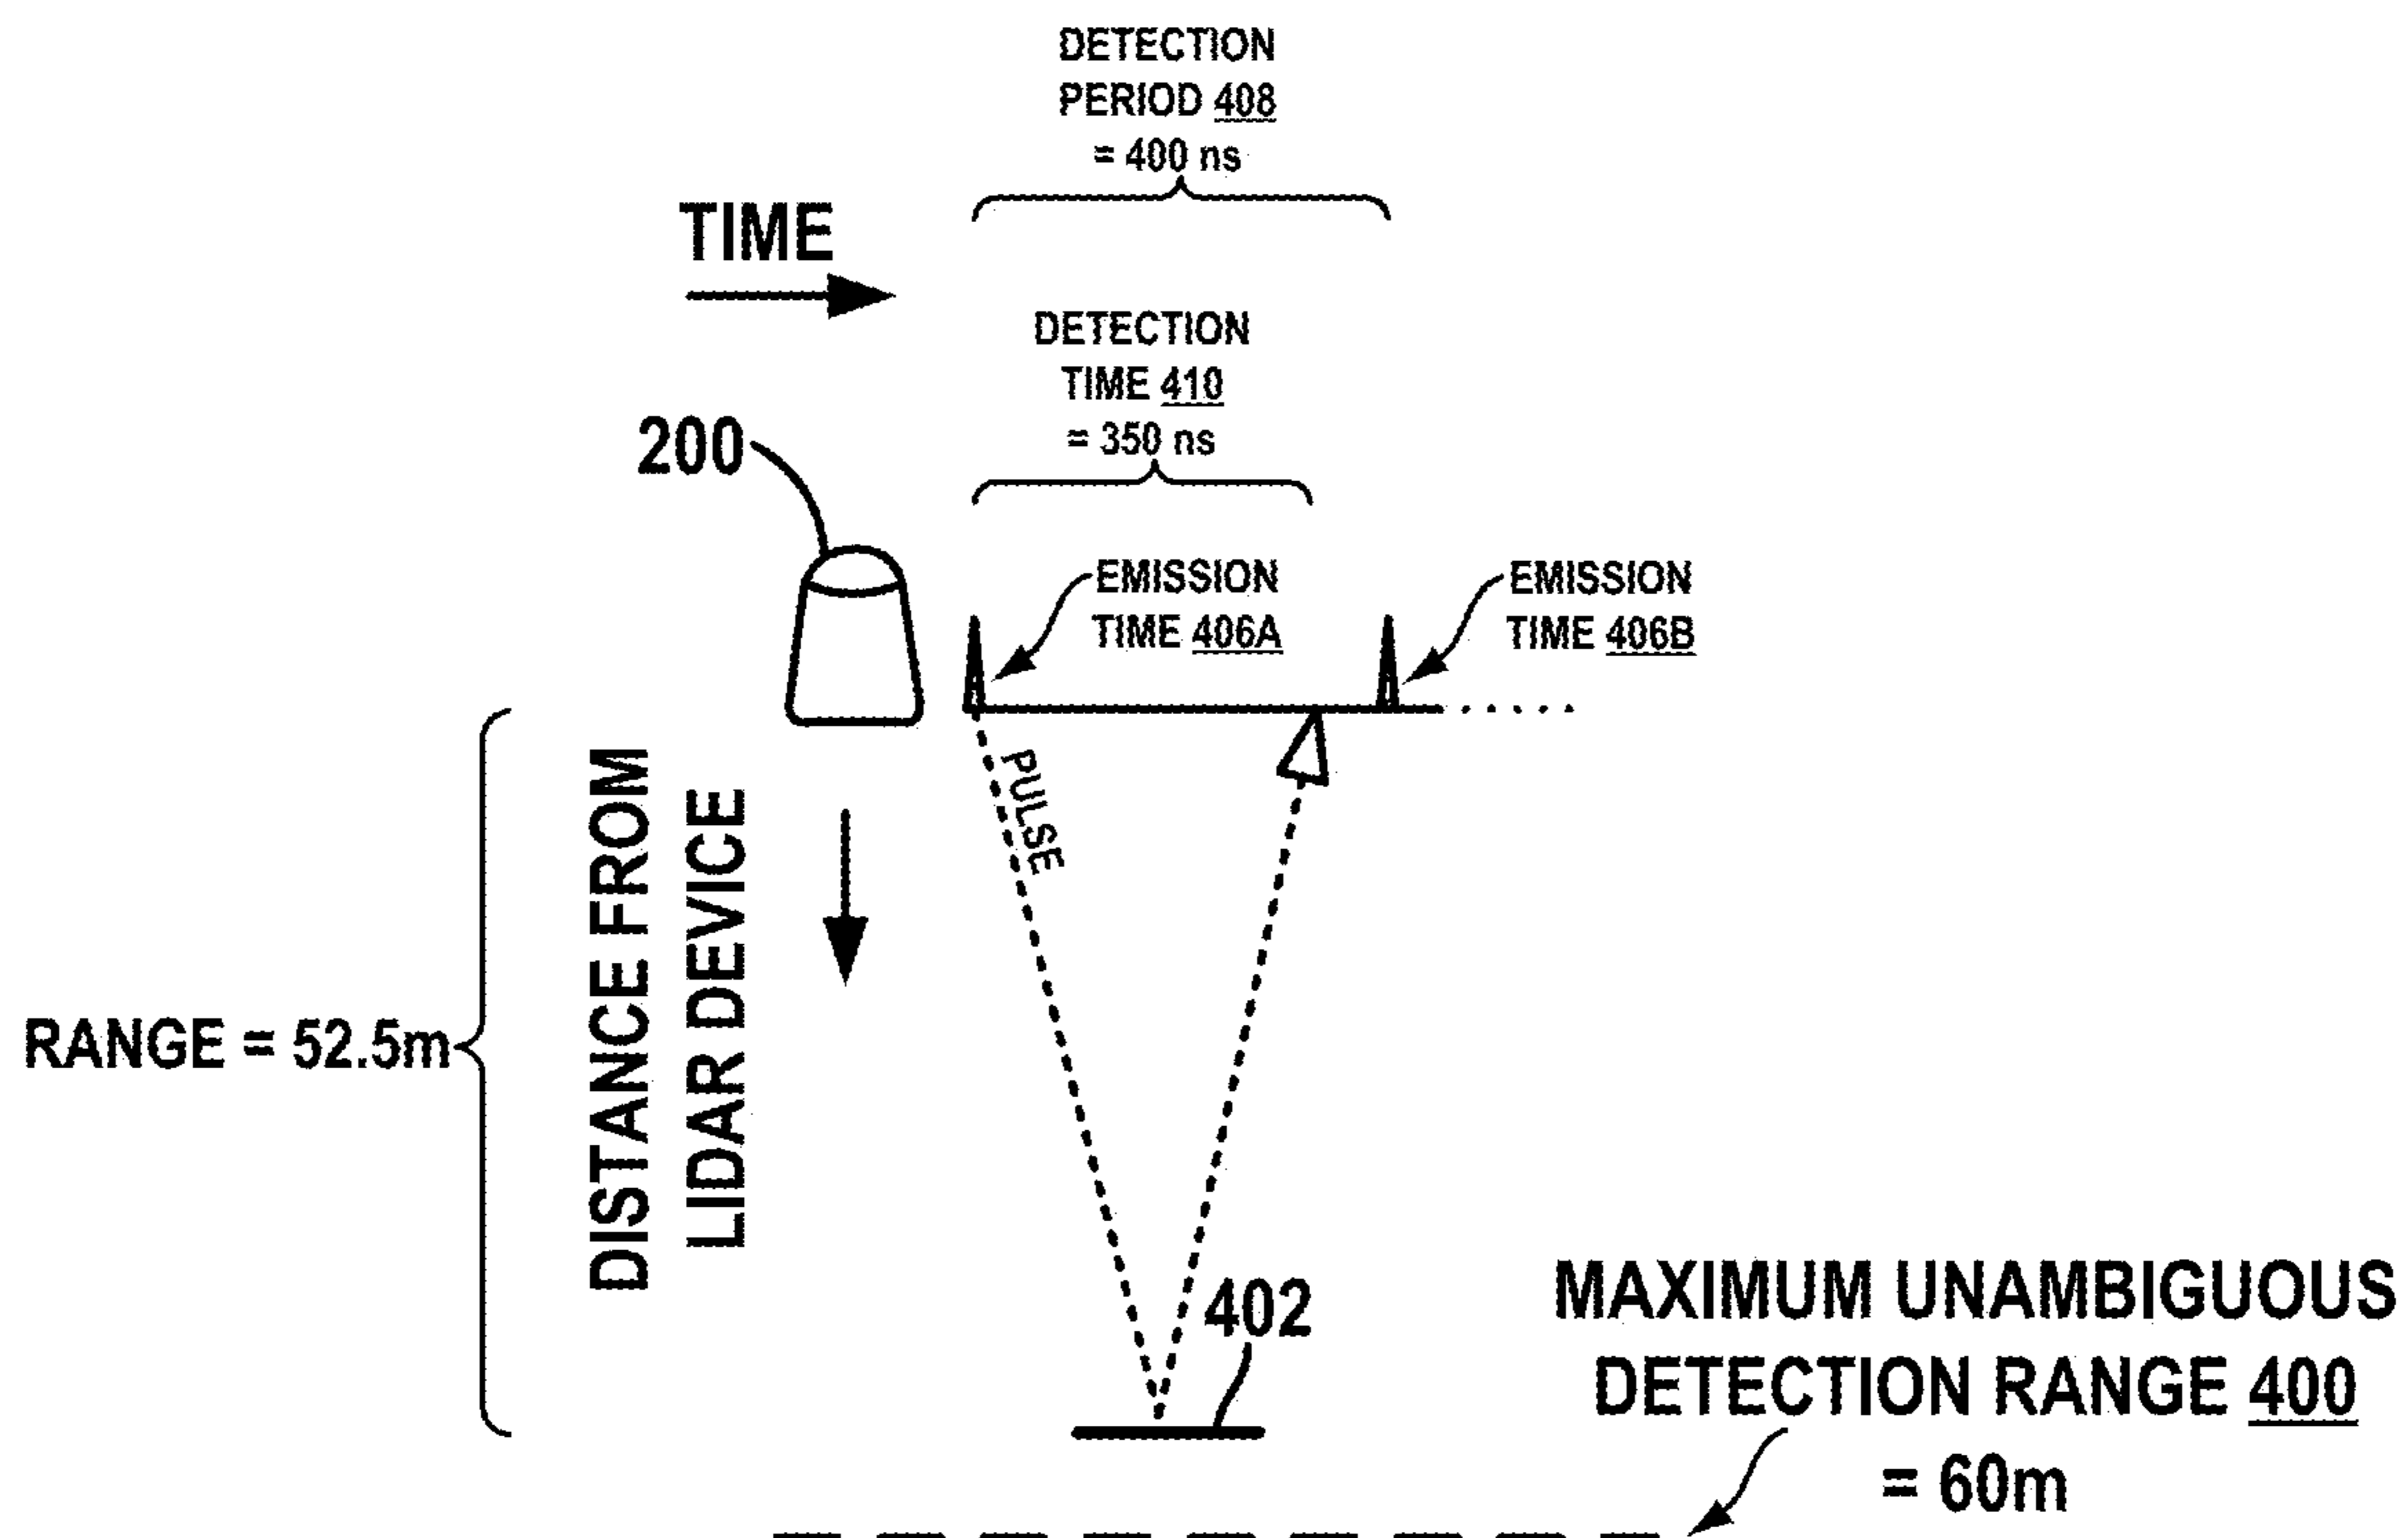 DETECTION
PERIOD 408
= 400 ns
TIME
DETECTION
TIME 410
= 350 ns
200
EMISSION
TIME 406A
EMISSION
TIME 406B
PULSE
DISTANCE FROM
LIDAR DEVICE
RANGE = 52.5m
402
MAXIMUM UNAMBIGUOUS
DETECTION RANGE 400
= 60m